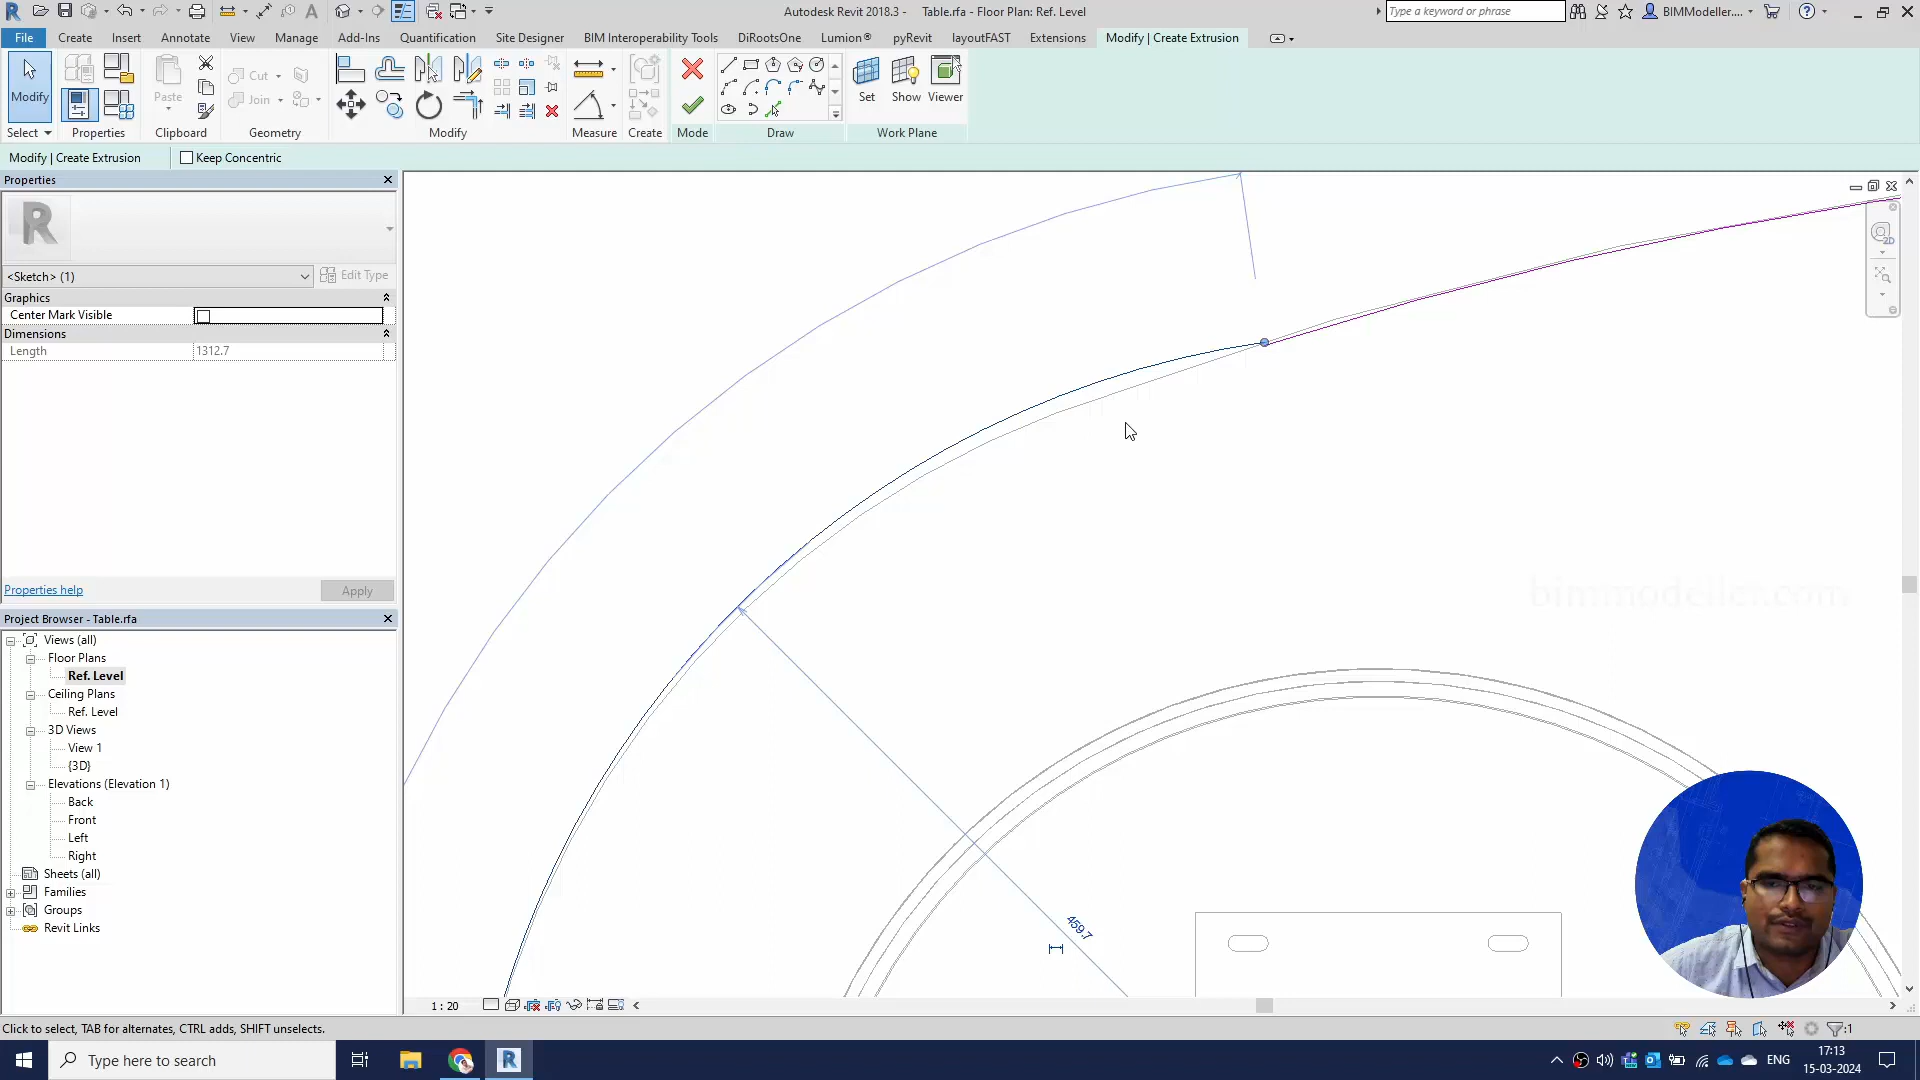 Autodesk Revit 2018.3 - Table.rfa - Floor Plan: Ref. Level
Type a keyword or phrase
BIMModeller....
File Create Insert Annotate View Manage Add-Ins Quantification Site Designer BIM Interoperability Tools DiRootsOne Lumion® pyRevit layoutFAST Extensions Modify | Create Extrusion
Modify
Paste
Cut
Join
Set Show Viewer
Select Properties Clipboard Geometry Modify Measure Create Mode Draw Work Plane
Modify | Create Extrusion Keep Concentric
Properties
<Sketch> (1) Edit Type
Graphics
Center Mark Visible
Dimensions
Length 1312.7
Properties help Apply
Project Browser - Table.rfa
Views (all)
Floor Plans
Ref. Level
Ceiling Plans
Ref. Level
3D Views
View 1
{3D}
Elevations (Elevation 1)
Back
Front
Left
Right
Sheets (all)
Families
Groups
Revit Links
2D
bimmodeller.com
459.7
1 : 20
Click to select, TAB for alternates, CTRL adds, SHIFT unselects.
:1
Type here to search
ENG
17:13
15-03-2024